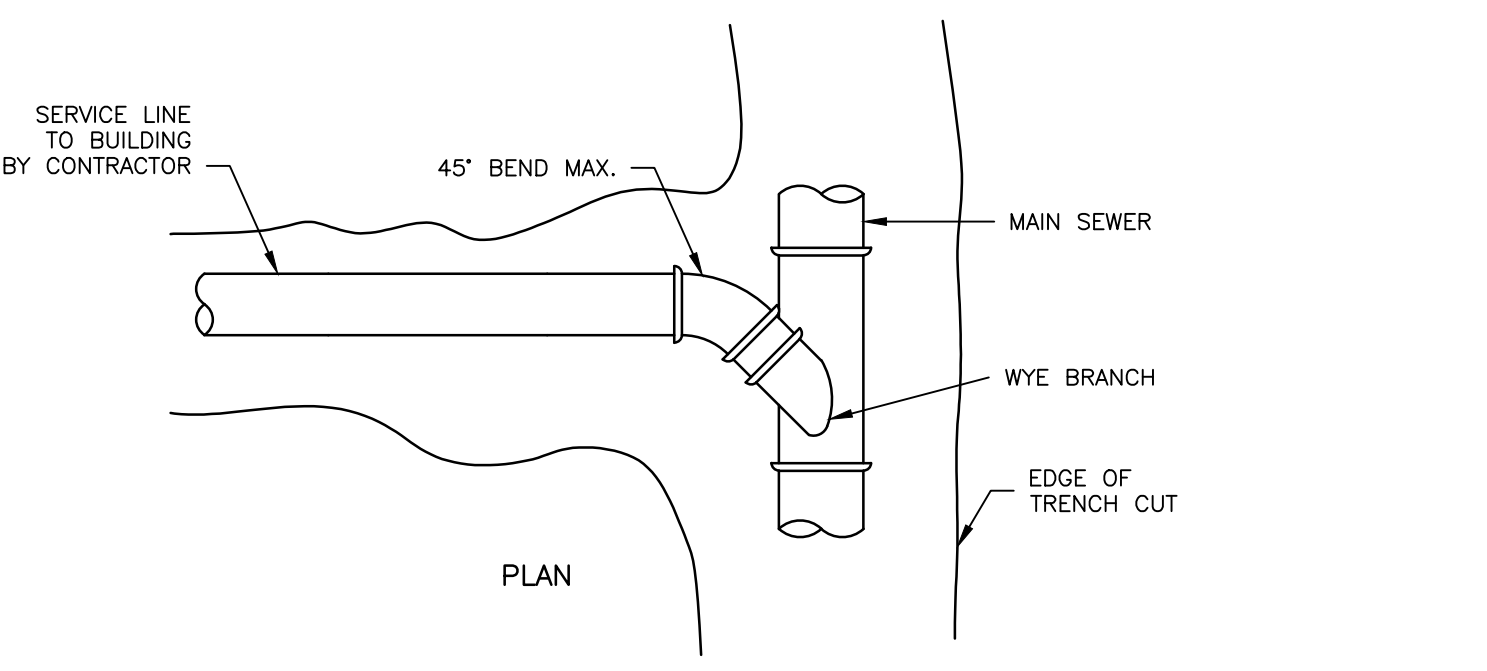 SERVICE LINE
TO BUILDING
BY CONTRACTOR
45° BEND MAX.
MAIN SEWER
WYE BRANCH
EDGE OF
TRENCH CUT
PLAN